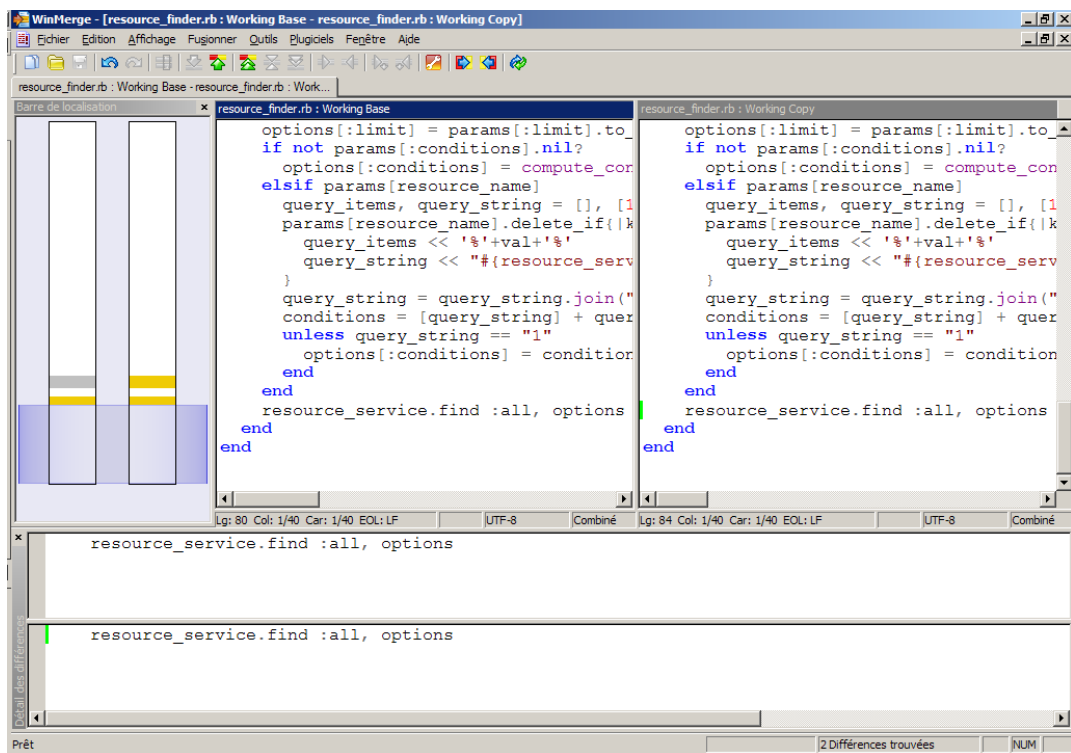 WinMerge - [resource_finder.rb : Working Base - resource_finder.rb : Working Copy]
Fichier Edition Affichage Fusionner Outils Plugiciels Fenêtre Aide
resource_finder.rb : Working Base - resource_finder.rb : Work...
Barre de localisation
resource_finder.rb : Working Base
options[:limit] = params[:limit].to_
if not params[:conditions].nil?
options[:conditions] = compute_con
elsif params[resource_name]
query_items, query_string = [], [1
params[resource_name].delete_if{|k
query_items << '%'+val+'%'
query_string << "#{resource_serv
}
query_string = query_string.join("
conditions = [query_string] + quer
unless query_string == "1"
options[:conditions] = condition
end
end
resource_service.find :all, options
end
end
Lg: 80 Col: 1/40 Car: 1/40 EOL: LF UTF-8 Combiné
resource_finder.rb : Working Copy
options[:limit] = params[:limit].to_
if not params[:conditions].nil?
options[:conditions] = compute_con
elsif params[resource_name]
query_items, query_string = [], [1
params[resource_name].delete_if{|k
query_items << '%'+val+'%'
query_string << "#{resource_serv
}
query_string = query_string.join("
conditions = [query_string] + quer
unless query_string == "1"
options[:conditions] = condition
end
end
resource_service.find :all, options
end
end
Lg: 84 Col: 1/40 Car: 1/40 EOL: LF UTF-8 Combiné
Détail des différences
resource_service.find :all, options
resource_service.find :all, options
Prêt 2 Différences trouvées NUM